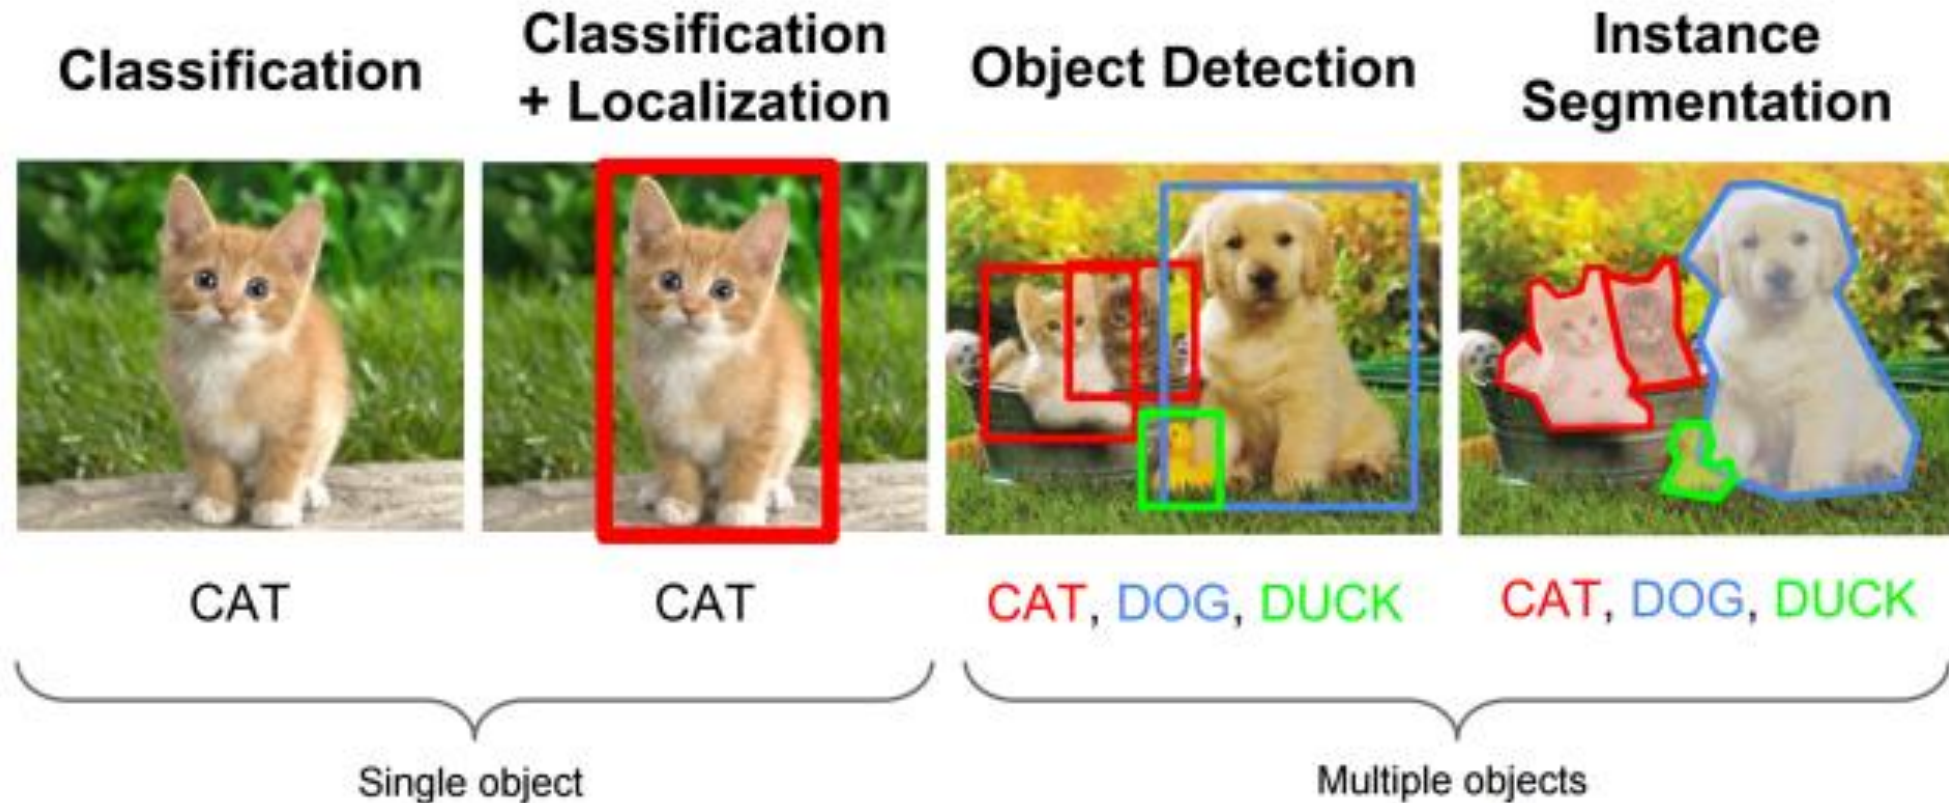 Classification
Classification
+ Localization
Object Detection
Instance
Segmentation
CAT
CAT
CAT, DOG, DUCK
CAT, DOG, DUCK
Single object
Multiple objects